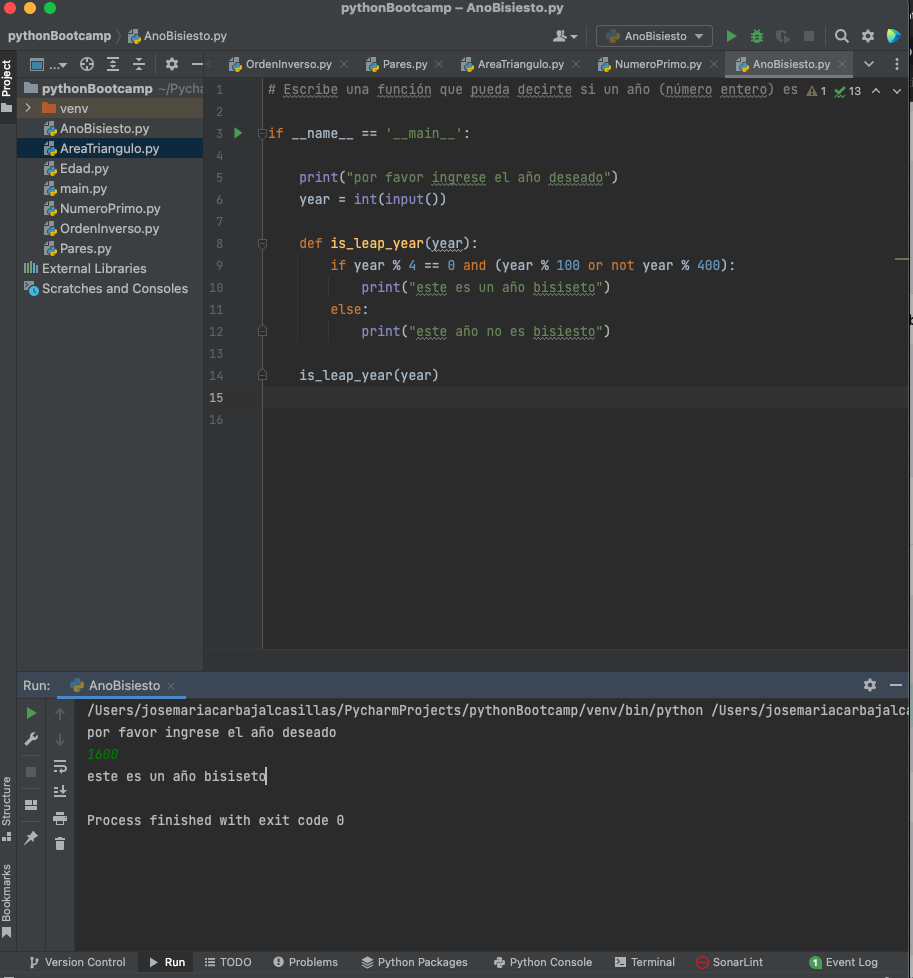 pythonBootcamp – AnoBisiesto.py
pythonBootcamp AnoBisiesto.py
AnoBisiesto
Project
...
OrdenInverso.py
Pares.py
AreaTriangulo.py
NumeroPrimo.py
AnoBisiesto.py
pythonBootcamp ~/Pycha
venv
AnoBisiesto.py
AreaTriangulo.py
Edad.py
main.py
NumeroPrimo.py
OrdenInverso.py
Pares.py
External Libraries
Scratches and Consoles
1 # Escribe una función que pueda decirte si un año (número entero) es
1 13
2
3 if __name__ == '__main__':
4
5 print("por favor ingrese el año deseado")
6 year = int(input())
7
8 def is_leap_year(year):
9 if year % 4 == 0 and (year % 100 or not year % 400):
10 print("este es un año bisiseto")
11 else:
12 print("este año no es bisiesto")
13
14 is_leap_year(year)
15
16
Run: AnoBisiesto
/Users/josemariacarbajalcasillas/PycharmProjects/pythonBootcamp/venv/bin/python /Users/josemariacarbajalca
por favor ingrese el año deseado
1600
este es un año bisiseto
Process finished with exit code 0
Structure
Bookmarks
Version Control
Run
TODO
Problems
Python Packages
Python Console
Terminal
SonarLint
1 Event Log